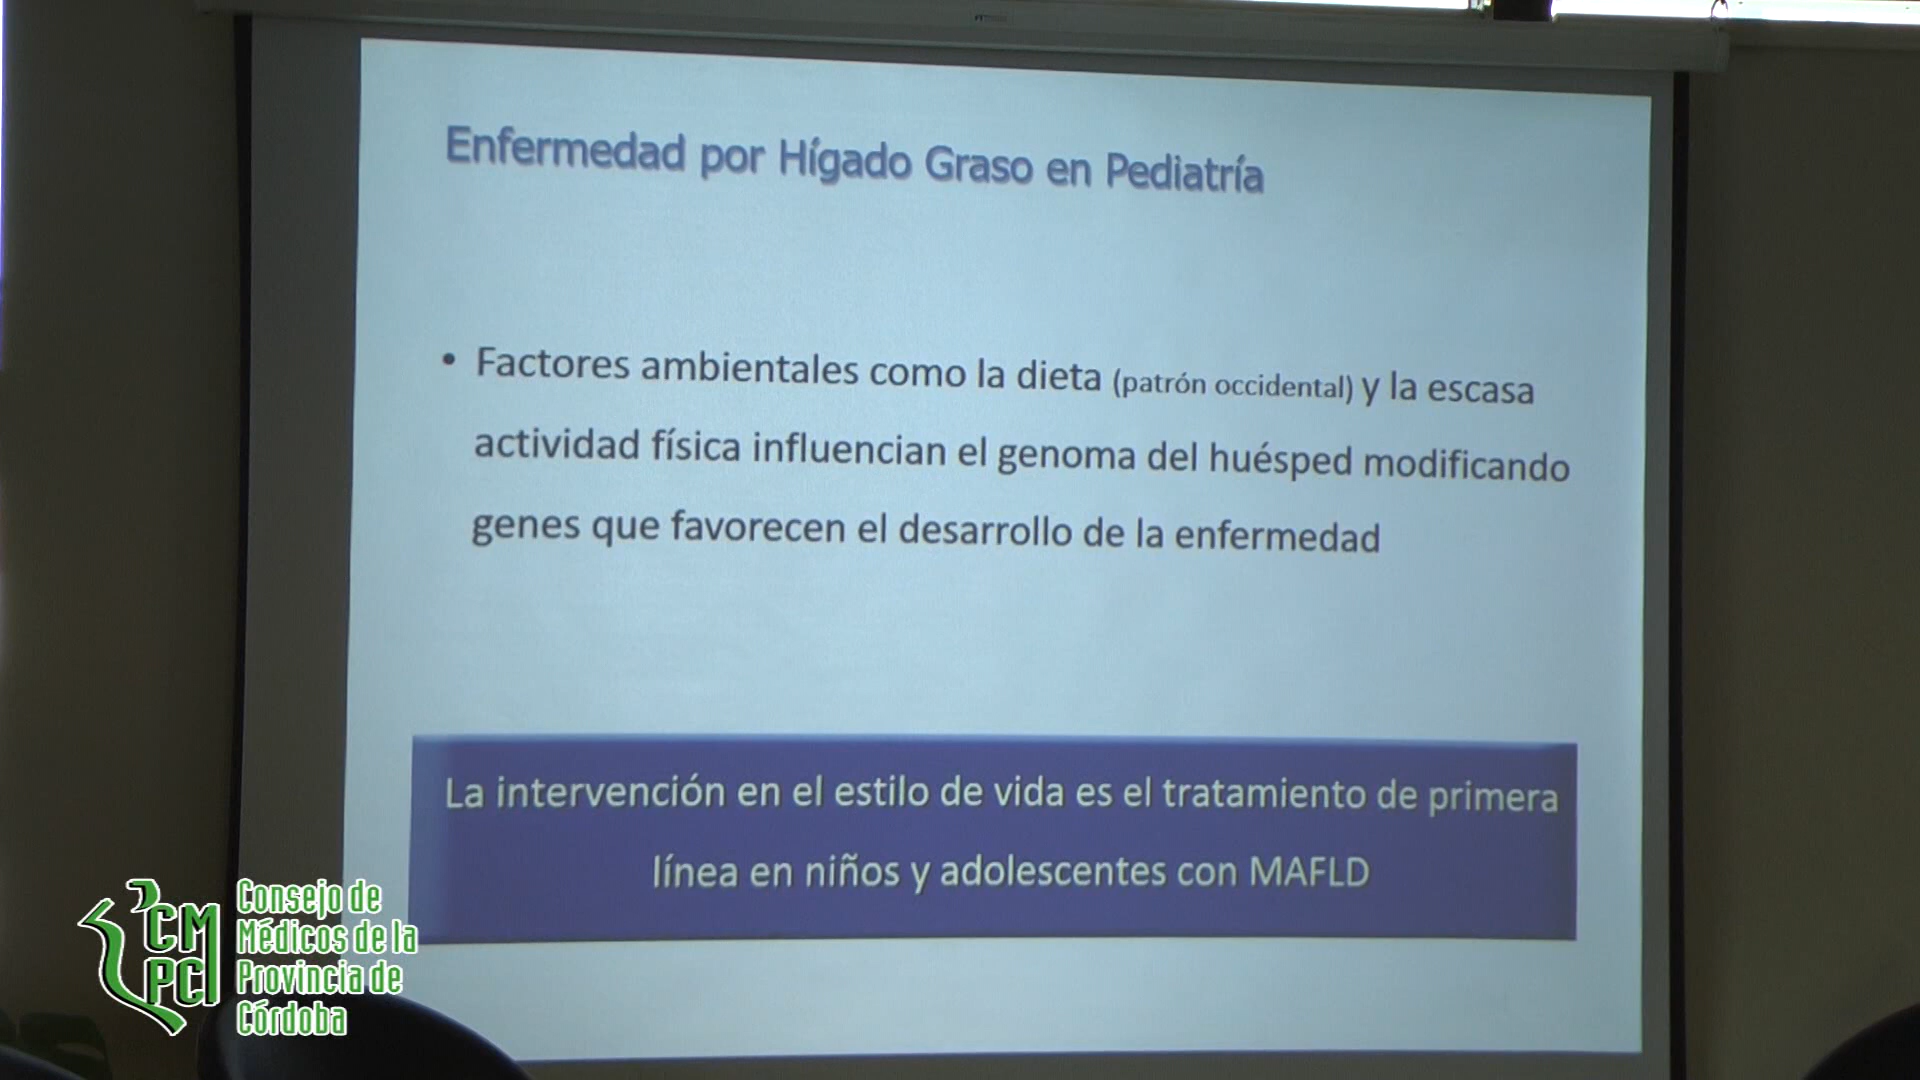 Enfermedad por Hígado Graso en Pediatría
• Factores ambientales como la dieta (patrón occidental) y la escasa
actividad física influencian el genoma del huésped modificando
genes que favorecen el desarrollo de la enfermedad
La intervención en el estilo de vida es el tratamiento de primera
línea en niños y adolescentes con MAFLD
CM
PC
Consejo de
Médicos de la
Provincia de
Córdoba